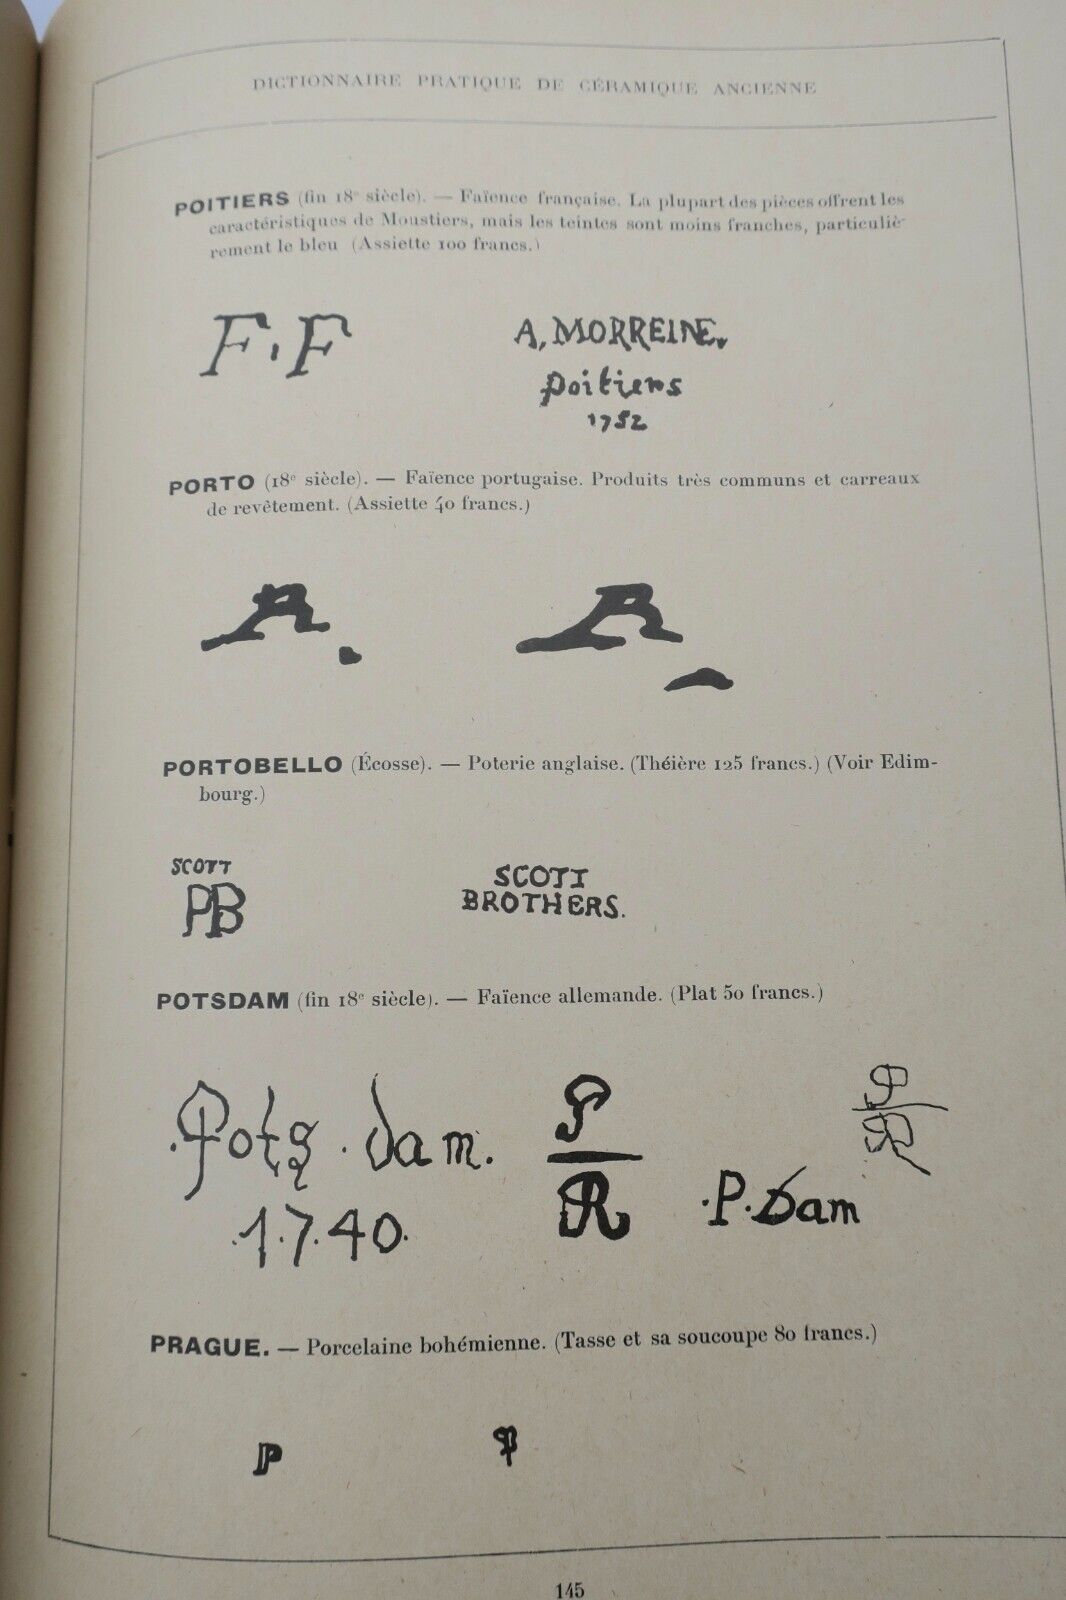 DICTIONNAIRE PRATIQUE DE CÉRAMIQUE ANCIENNE
POITIERS (fin 18e siècle). — Faïence française. La plupart des pièces offrent les
caractéristiques de Moustiers, mais les teintes sont moins franches, particuliè-
rement le bleu (Assiette 100 francs.)
F. F
A, MORREINE.
poitiers
1752
PORTO (18e siècle). — Faïence portugaise. Produits très communs et carreaux
de revêtement. (Assiette 40 francs.)
R.
R
PORTOBELLO (Écosse). — Poterie anglaise. (Théière 125 francs.) (Voir Edim-
bourg.)
SCOTT
PB
SCOTT
BROTHERS.
POTSDAM (fin 18e siècle). — Faïence allemande. (Plat 50 francs.)
.Pots.dam.
.1.7.40.
P
R
P
R
.P.Dam
PRAGUE. — Porcelaine bohémienne. (Tasse et sa soucoupe 80 francs.)
P
P
145